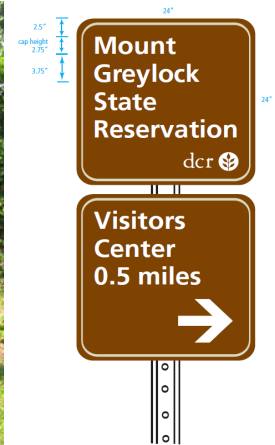 24"
2.5"
cap height
2.75"
3.75"
24"
Mount
Greylock
State
Reservation
dcr
Visitors
Center
0.5 miles